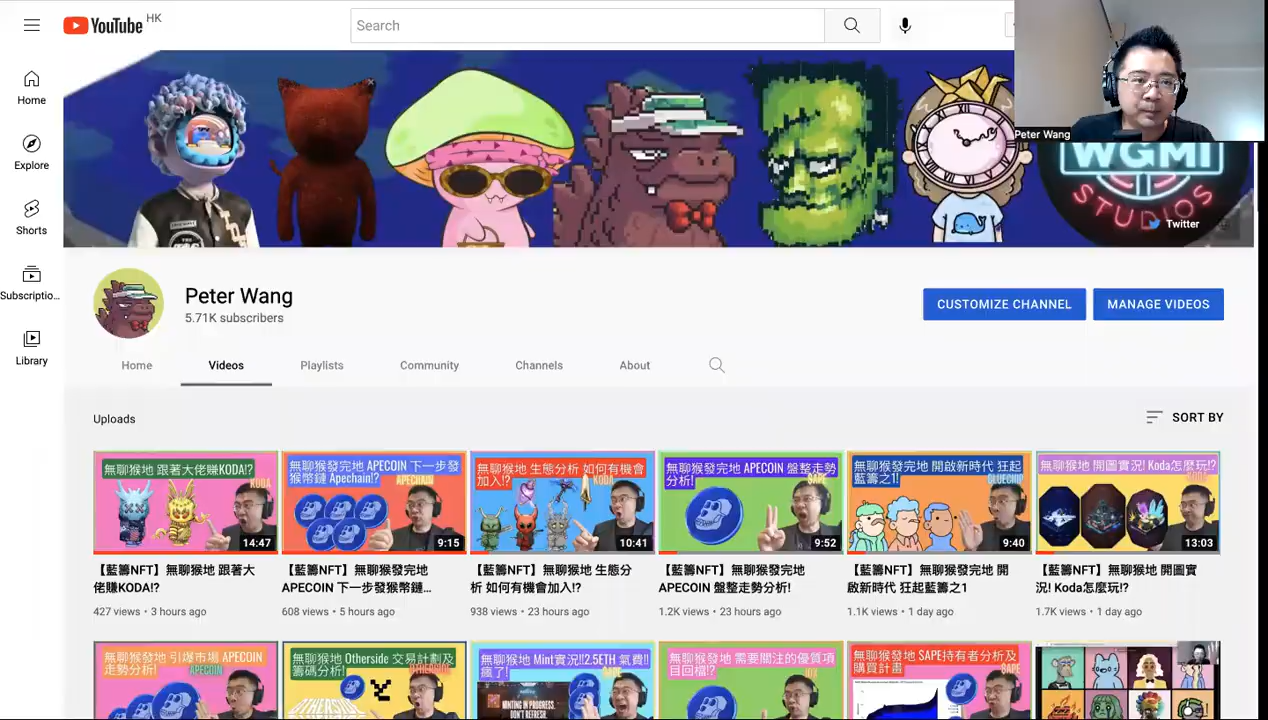 YouTube HK
Search
Home
Explore
Shorts
Subscriptio...
Library
Peter Wang
WGMI
STUDIOS
Twitter
Peter Wang
5.71K subscribers
CUSTOMIZE CHANNEL
MANAGE VIDEOS
Home
Videos
Playlists
Community
Channels
About
Uploads
SORT BY
無聊猴地 跟著大佬賺KODA!?
KODA
14:47
【藍籌NFT】無聊猴地 跟著大
佬賺KODA!?
427 views • 3 hours ago
無聊猴發完地 APECOIN 下一步發
猴幣鏈 Apechain!?
APECHAIN
9:15
【藍籌NFT】無聊猴發完地
APECOIN 下一步發猴幣鏈...
608 views • 5 hours ago
無聊猴地 生態分析 如何有機會
加入!?
KODA
10:41
【藍籌NFT】無聊猴地 生態分
析 如何有機會加入!?
938 views • 23 hours ago
無聊猴發完地 APECOIN 盤整走勢
分析!
$APE
9:52
【藍籌NFT】無聊猴發完地
APECOIN 盤整走勢分析!
1.2K views • 23 hours ago
無聊猴發完地 開啟新時代 狂起
藍籌之1!
BLUECHIP
9:40
【藍籌NFT】無聊猴發完地 開
啟新時代 狂起藍籌之1
1.1K views • 1 day ago
無聊猴地 開圖實況! Koda怎麼玩!?
13:03
【藍籌NFT】無聊猴地 開圖實
況! Koda怎麼玩!?
1.7K views • 1 day ago
無聊猴發地 引爆市場 APECOIN
走勢分析!
APECOIN
無聊猴地 Otherside 交易計劃及
籌碼分析!
OTHERSIDE
無聊猴地 Mint實況!!2.5ETH 氣費!!
瘋了!
MINTING IN PROGRESS.
DON'T REFRESH.
無聊猴發地 需要關注的優質項
目回檔!?
無聊猴發地 $APE持有者分析及
購買計畫!
$APE